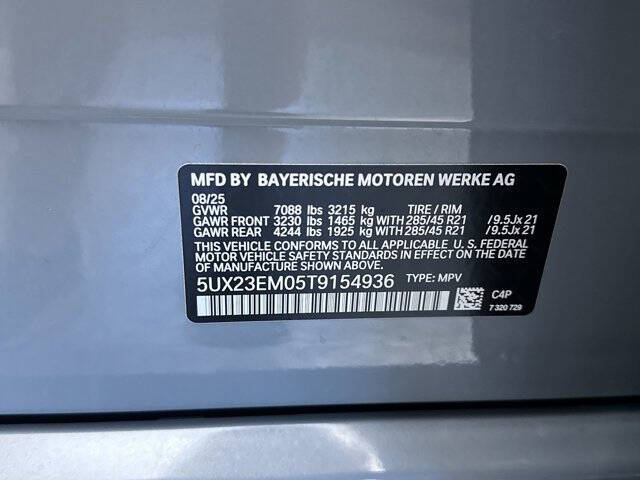 MFD BY BAYERISCHE MOTOREN WERKE AG
08/25
GVWR 7088 lbs 3215 kg TIRE / RIM
GAWR FRONT 3230 lbs 1465 kg WITH 285/45 R21 / 9.5Jx 21
GAWR REAR 4244 lbs 1925 kg WITH 285/45 R21 / 9.5Jx 21
THIS VEHICLE CONFORMS TO ALL APPLICABLE U. S. FEDERAL
MOTOR VEHICLE SAFETY STANDARDS IN EFFECT ON THE DATE
OF MANUFACTURE SHOWN ABOVE.
5UX23EM05T9154936 TYPE: MPV
C4P
7 320 729